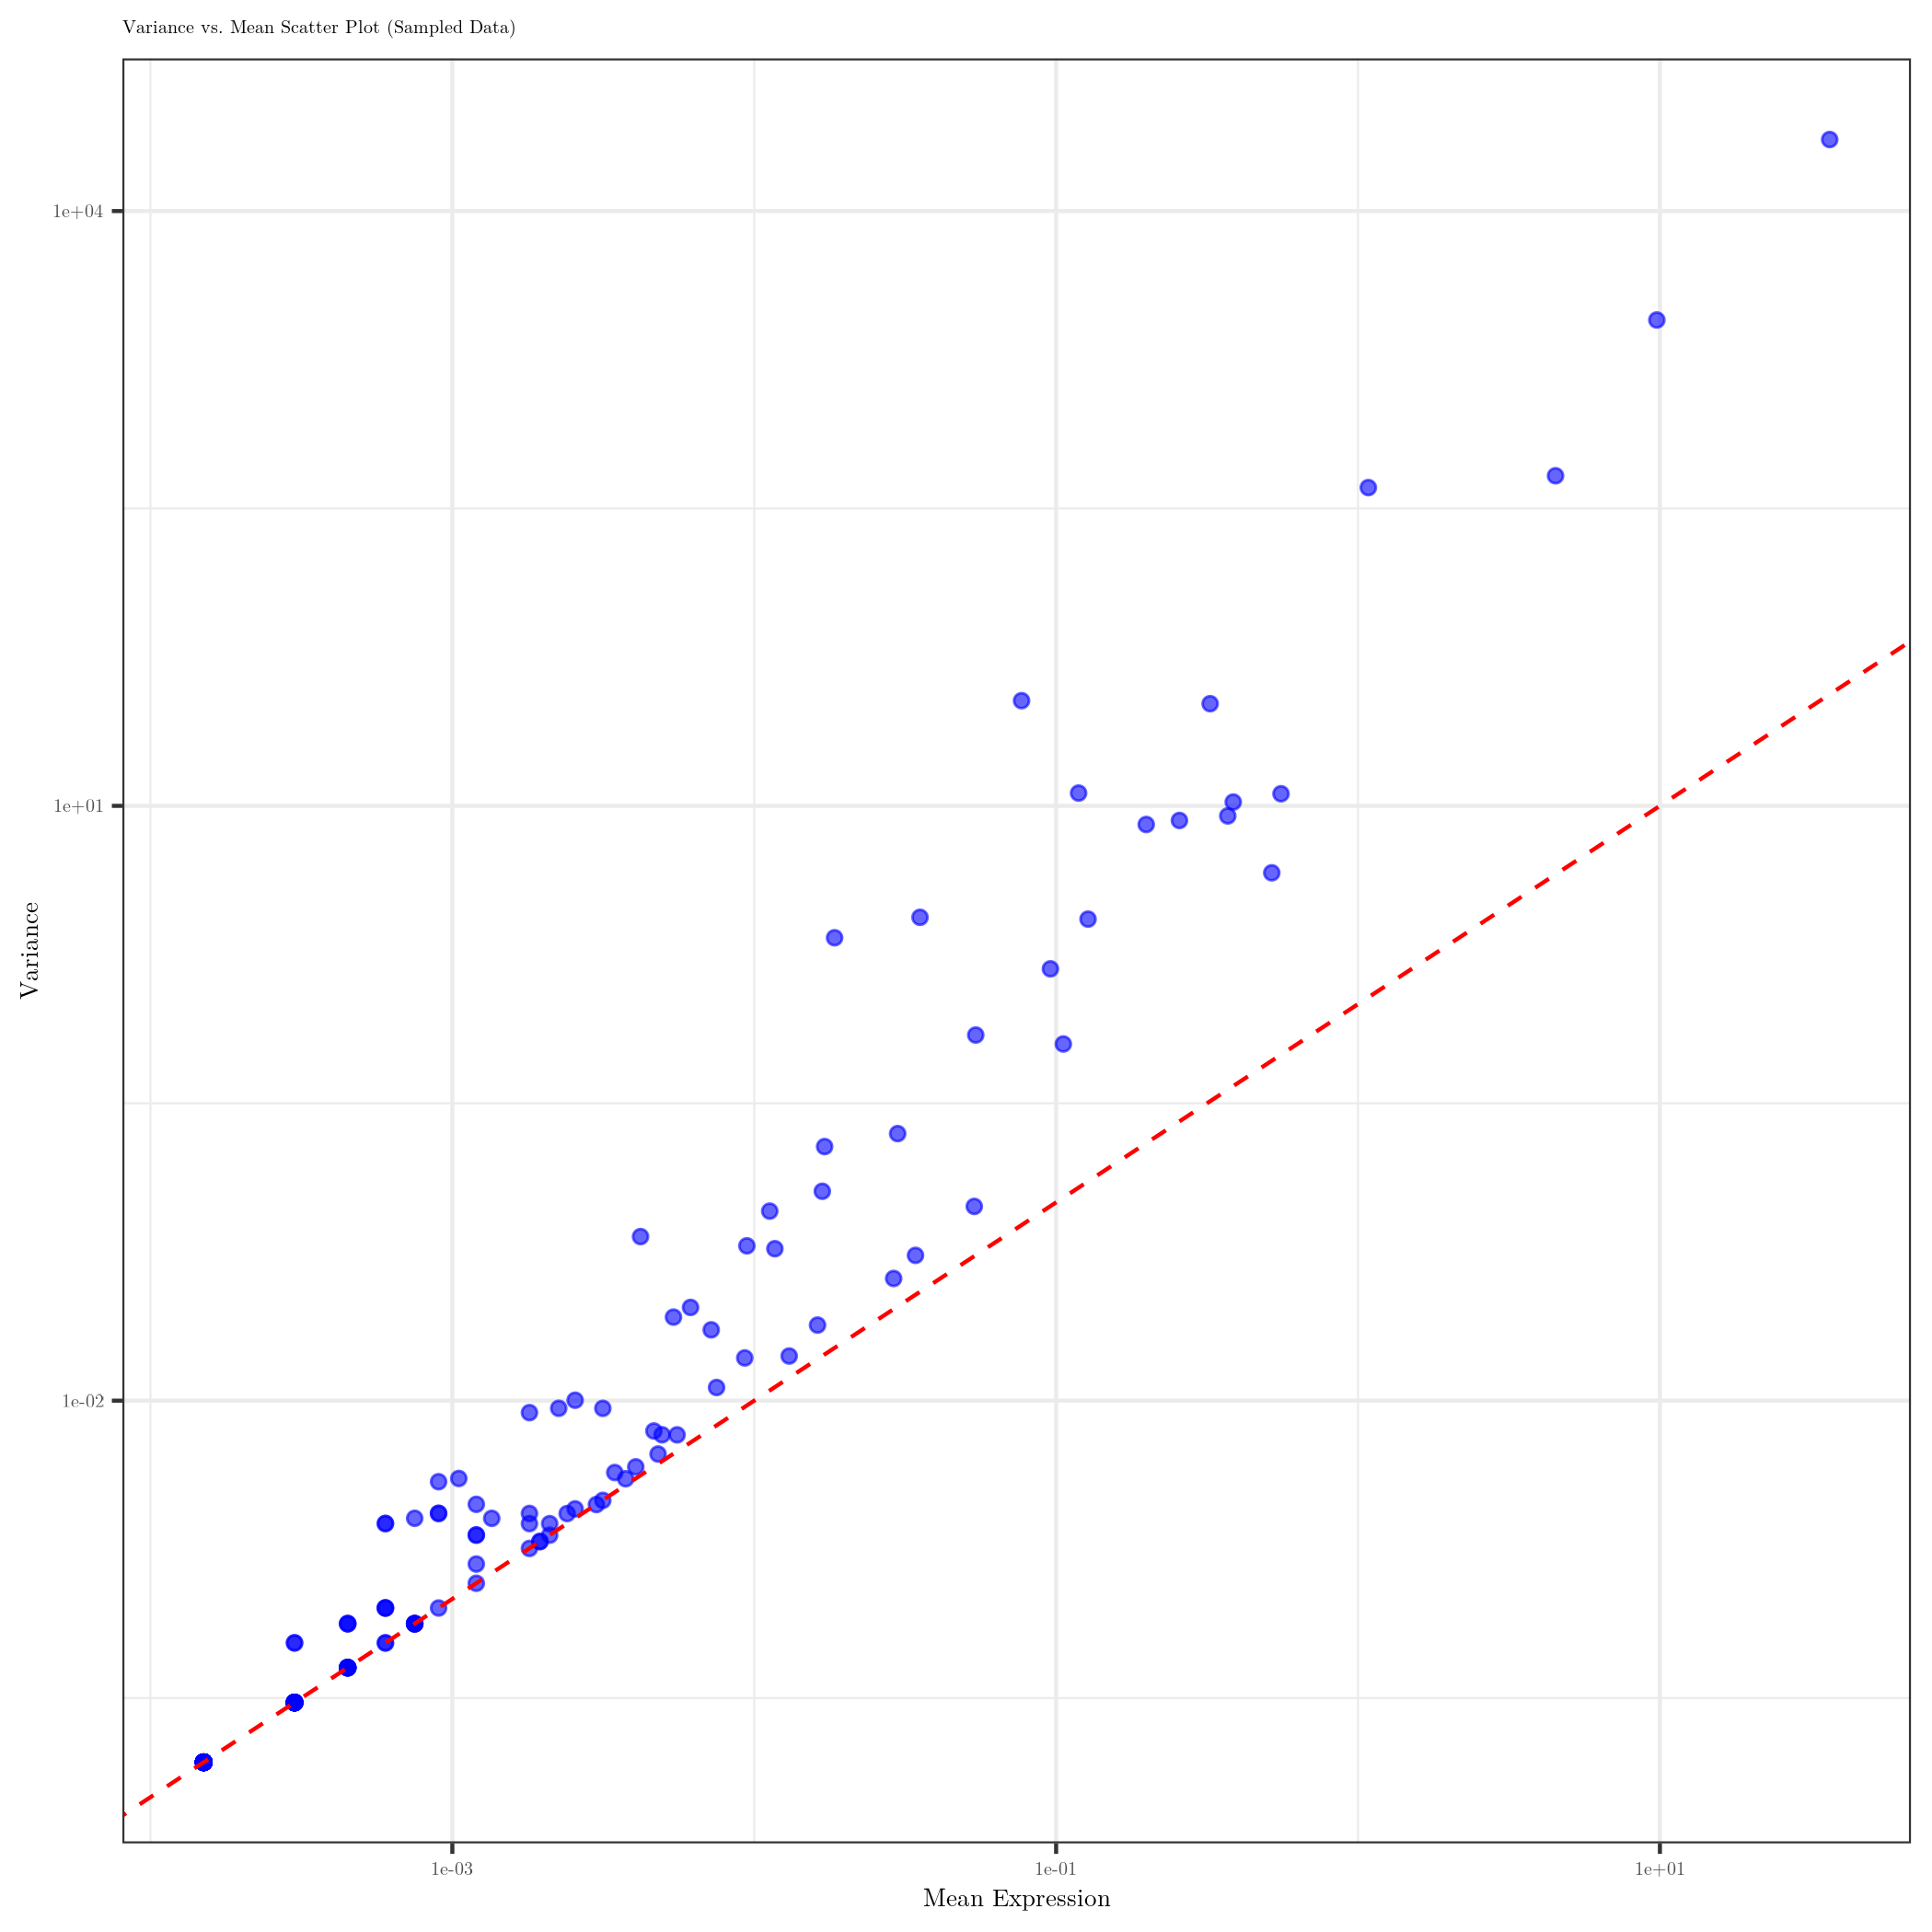 Variance vs. Mean Scatter Plot (Sampled Data)
1e+04
1e+01
1e-02
Variance
1e-03
1e-01
1e+01
Mean Expression